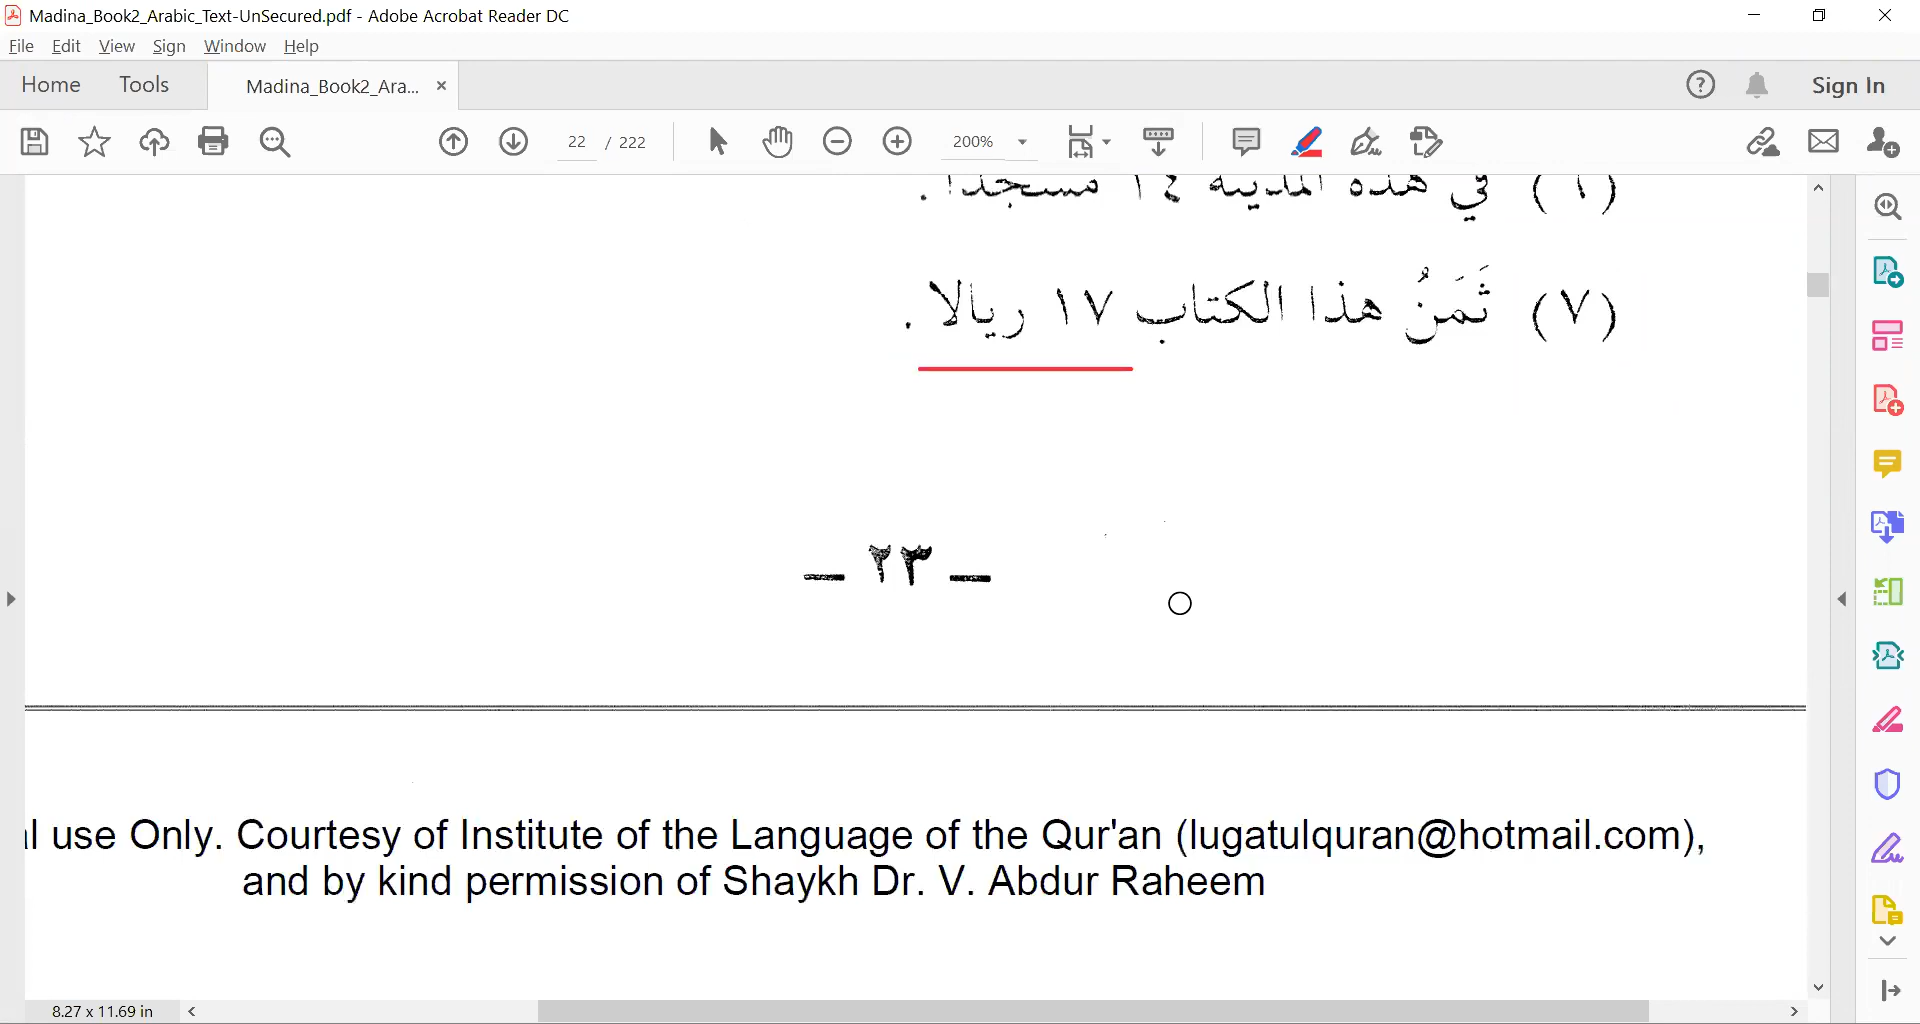 Madina_Book2_Arabic_Text-UnSecured.pdf - Adobe Acrobat Reader DC
File Edit View Sign Window Help
Home Tools Madina_Book2_Ara... × Sign In
22 / 222 200%
(٦) في هذه المدينة ١٤ مسجدا .
(٧) ثَمَنُ هذا الكتاب ١٧ ريالا .
– ٢٣ –
al use Only. Courtesy of Institute of the Language of the Qur'an (lugatulquran@hotmail.com),
and by kind permission of Shaykh Dr. V. Abdur Raheem
8.27 x 11.69 in